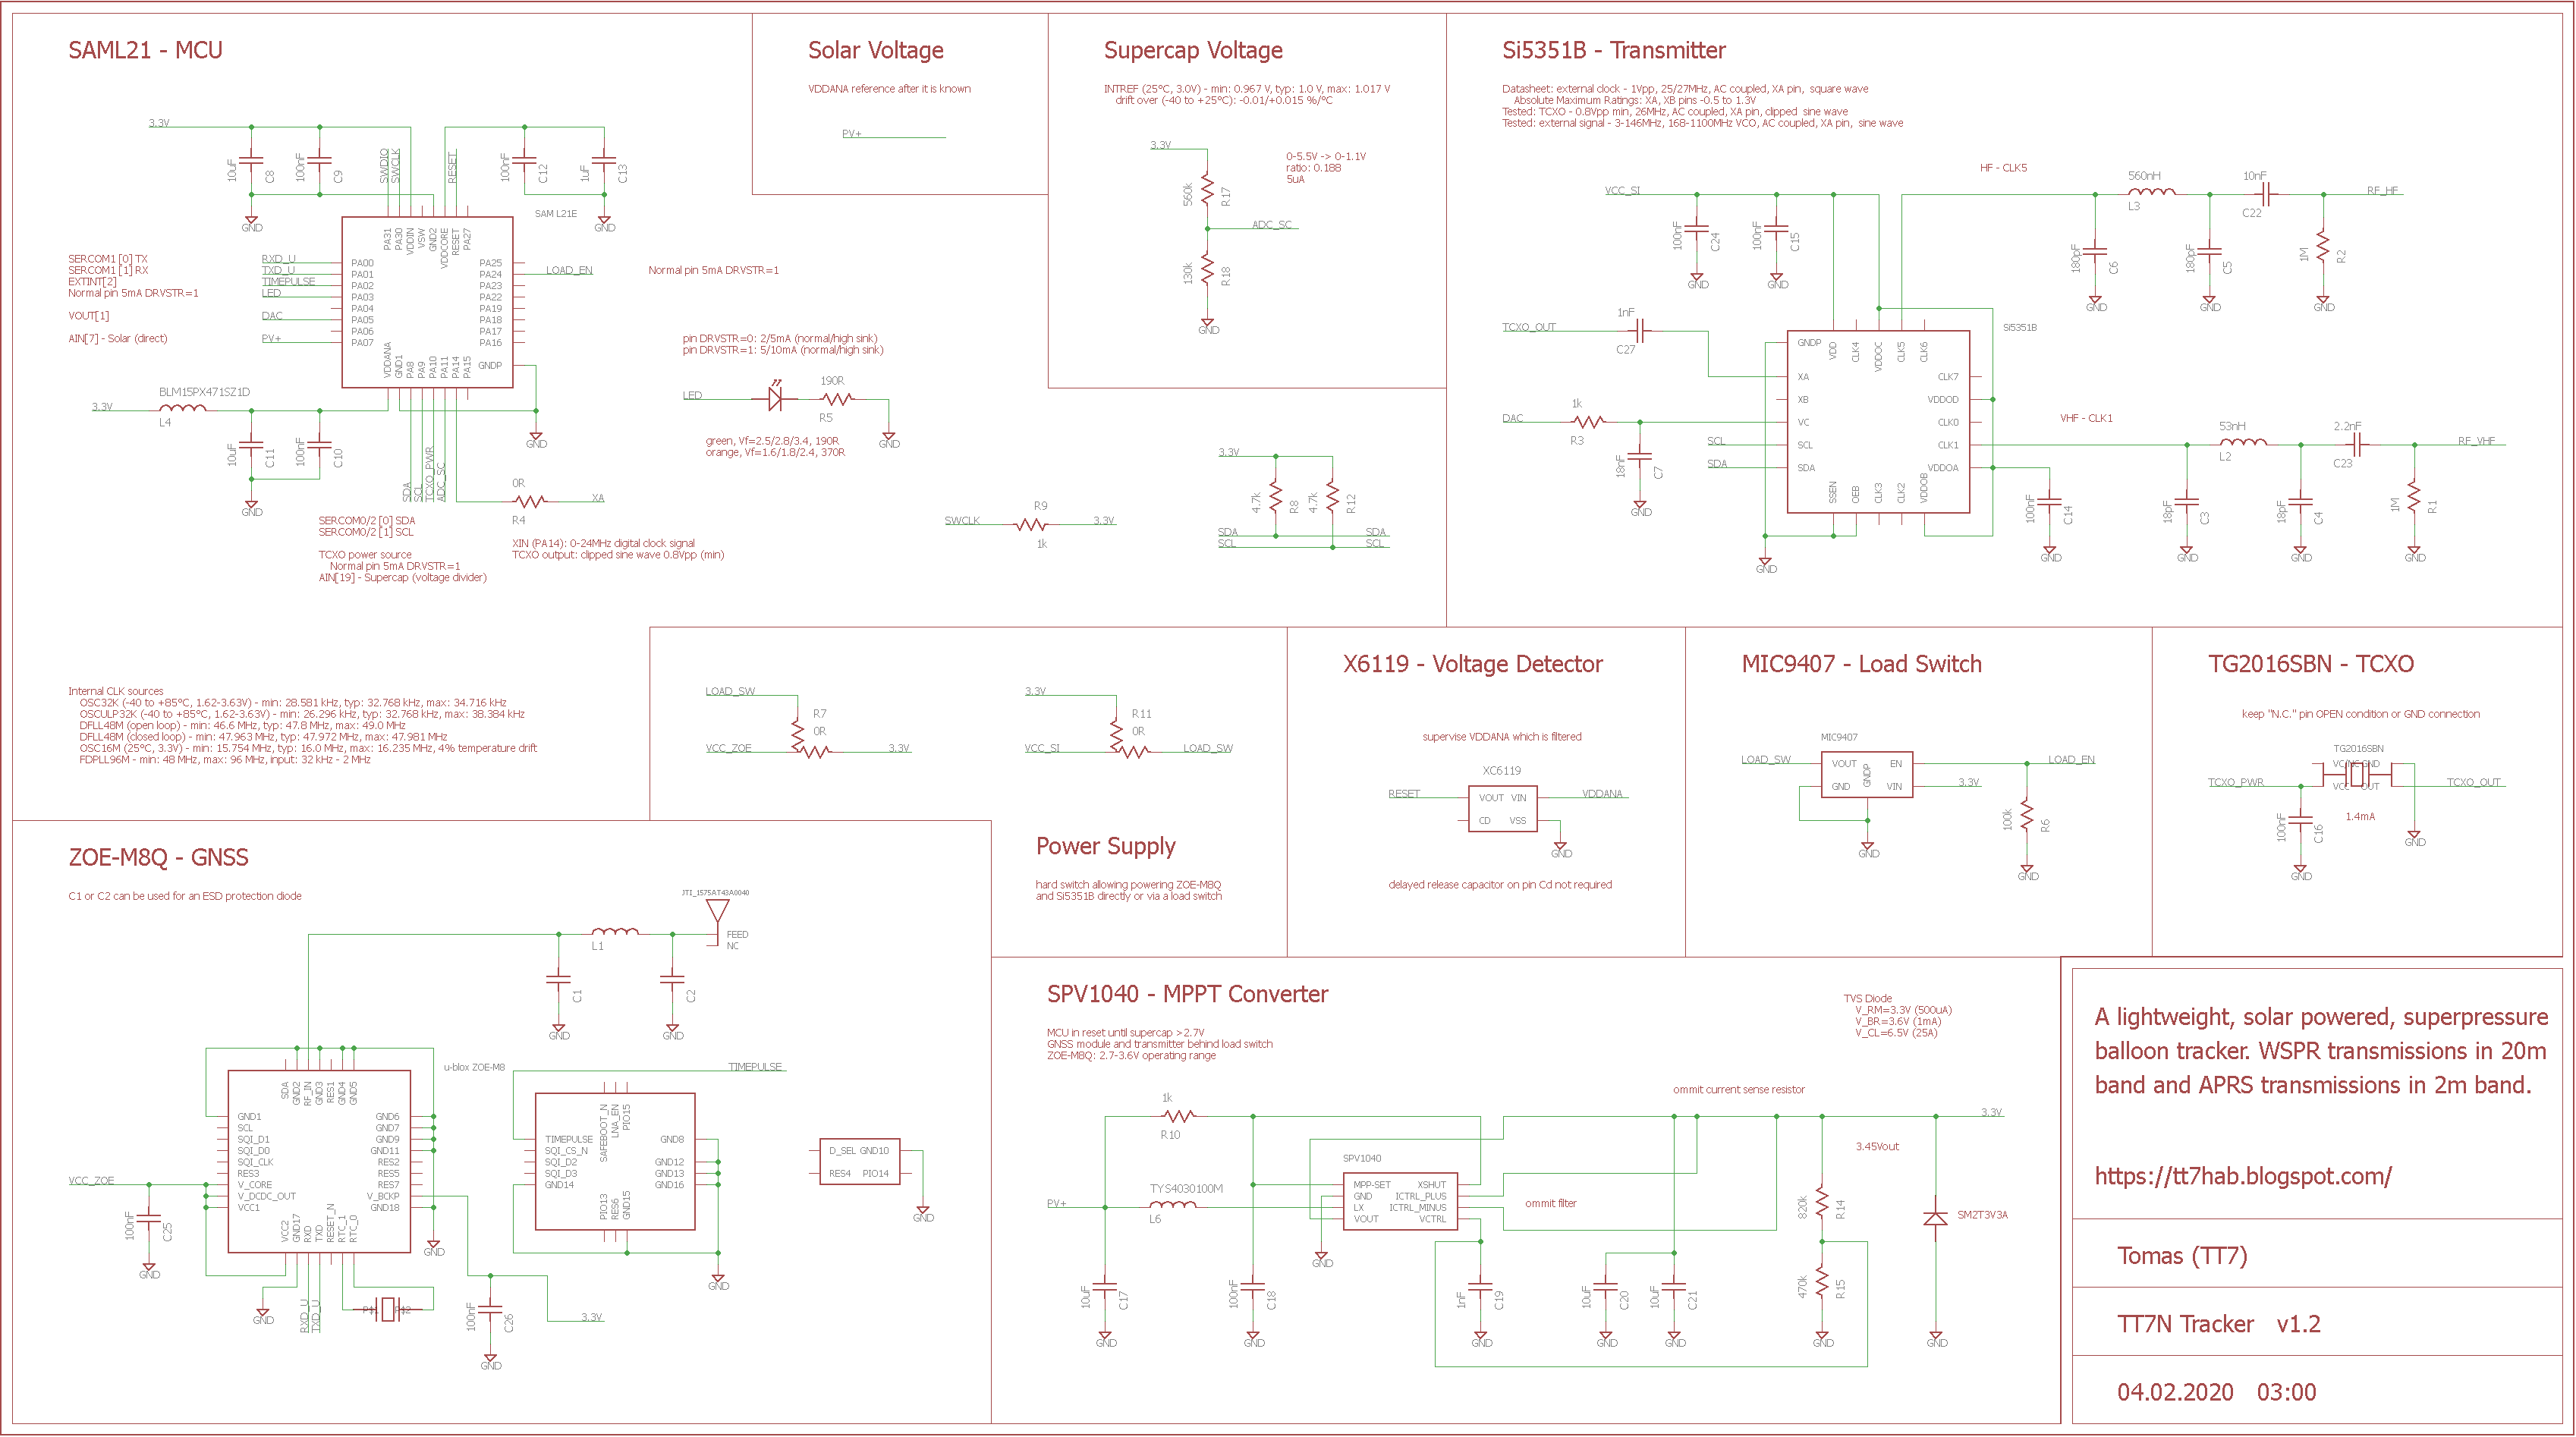 SAML21 - MCU
3.3V
10uF
C8
100nF
C9
SWDIO
SWCLK
RESET
100nF
C12
1uF
C13
GND
GND
SAM L21E
PA31
PA30
VDDIN
VSW
GND2
VDDCORE
RESET
PA27
SERCOM1 [0] TX
SERCOM1 [1] RX
EXTINT[2]
Normal pin 5mA DRVSTR=1
VOUT[1]
AIN[7] - Solar (direct)
RXD_U
TXD_U
TIMEPULSE
LED
DAC
PV+
PA00
PA01
PA02
PA03
PA04
PA05
PA06
PA07
PA25
PA24
PA23
PA22
PA19
PA18
PA17
PA16
GNDP
VDDANA
GND1
PA8
PA9
PA10
PA11
PA14
PA15
LOAD_EN
Normal pin 5mA DRVSTR=1
BLM15PX471SZ1D
3.3V
L4
10uF
C11
100nF
C10
GND
GND
SDA
SCL
TCXO_PWR
ADC_SC
0R
R4
XA
SERCOM0/2 [0] SDA
SERCOM0/2 [1] SCL
TCXO power source
Normal pin 5mA DRVSTR=1
AIN[19] - Supercap (voltage divider)
XIN (PA14): 0-24MHz digital clock signal
TCXO output: clipped sine wave 0.8Vpp (min)
pin DRVSTR=0: 2/5mA (normal/high sink)
pin DRVSTR=1: 5/10mA (normal/high sink)
LED
190R
R5
GND
green, Vf=2.5/2.8/3.4, 190R
orange, Vf=1.6/1.8/2.4, 370R
SWCLK
R9
1k
3.3V
3.3V
4.7k
R8
4.7k
R12
SDA
SCL
SDA
SCL
Internal CLK sources
OSC32K (-40 to +85°C, 1.62-3.63V) - min: 28.581 kHz, typ: 32.768 kHz, max: 34.716 kHz
OSCULP32K (-40 to +85°C, 1.62-3.63V) - min: 26.296 kHz, typ: 32.768 kHz, max: 38.384 kHz
DFLL48M (open loop) - min: 46.6 MHz, typ: 47.8 MHz, max: 49.0 MHz
DFLL48M (closed loop) - min: 47.963 MHz, typ: 47.972 MHz, max: 47.981 MHz
OSC16M (25°C, 3.3V) - min: 15.754 MHz, typ: 16.0 MHz, max: 16.235 MHz, 4% temperature drift
FDPLL96M - min: 48 MHz, max: 96 MHz, input: 32 kHz - 2 MHz
Solar Voltage
VDDANA reference after it is known
PV+
Supercap Voltage
INTREF (25°C, 3.0V) - min: 0.967 V, typ: 1.0 V, max: 1.017 V
drift over (-40 to +25°C): -0.01/+0.015 %/°C
3.3V
560k
R17
0-5.5V -> 0-1.1V
ratio: 0.188
5uA
ADC_SC
130k
R18
GND
Si5351B - Transmitter
Datasheet: external clock - 1Vpp, 25/27MHz, AC coupled, XA pin, square wave
Absolute Maximum Ratings: XA, XB pins -0.5 to 1.3V
Tested: TCXO - 0.8Vpp min, 26MHz, AC coupled, XA pin, clipped sine wave
Tested: external signal - 3-146MHz, 168-1100MHz VCO, AC coupled, XA pin, sine wave
HF - CLK5
VCC_SI
100nF
C24
100nF
C15
GND
GND
560nH
L3
10nF
C22
RF_HF
180pF
C6
180pF
C5
1M
R2
GND
GND
GND
TCXO_OUT
1nF
C27
Si5351B
GNDP
XA
XB
VC
SCL
SDA
VDD
CLK4
VDDOC
CLK5
CLK6
CLK7
VDDOD
CLK0
CLK1
VDDOA
SSEN
OEB
CLK3
CLK2
VDDOB
DAC
1k
R3
18nF
C7
GND
SCL
SDA
GND
VHF - CLK1
53nH
L2
2.2nF
C23
RF_VHF
100nF
C14
18pF
C3
18pF
C4
1M
R1
GND
GND
GND
GND
LOAD_SW
R7
0R
VCC_ZOE
3.3V
3.3V
R11
0R
VCC_SI
LOAD_SW
Power Supply
hard switch allowing powering ZOE-M8Q
and Si5351B directly or via a load switch
X6119 - Voltage Detector
supervise VDDANA which is filtered
XC6119
RESET
VOUT
VIN
CD
VSS
VDDANA
GND
delayed release capacitor on pin Cd not required
MIC9407 - Load Switch
MIC9407
LOAD_SW
VOUT
GND
GNDP
EN
VIN
LOAD_EN
3.3V
100k
R6
GND
GND
TG2016SBN - TCXO
keep "N.C." pin OPEN condition or GND connection
TG2016SBN
VC/NC
GND
VCC
OUT
TCXO_PWR
TCXO_OUT
1.4mA
100nF
C16
GND
GND
ZOE-M8Q - GNSS
C1 or C2 can be used for an ESD protection diode
JTI_1575AT43A0040
FEED
NC
L1
C1
C2
GND
GND
u-blox ZOE-M8
SDA
GND2
RF_IN
GND3
RES1
GND4
GND5
GND1
SCL
SQI_D1
SQI_D0
SQI_CLK
RES3
V_CORE
V_DCDC_OUT
VCC1
GND6
GND7
GND9
GND11
RES2
RES5
RES7
V_BCKP
GND18
VCC2
GND17
RXD
TXD
RESET_N
RTC_1
RTC_0
VCC_ZOE
100nF
C25
GND
GND
RXD_U
TXD_U
GND
100nF
C26
GND
3.3V
TIMEPULSE
SAFEBOOT_N
LNA_EN
PIO15
TIMEPULSE
SQI_CS_N
SQI_D2
SQI_D3
GND14
GND8
GND12
GND13
GND16
PIO13
RES6
GND15
GND
D_SEL
GND10
RES4
PIO14
GND
SPV1040 - MPPT Converter
MCU in reset until supercap >2.7V
GNSS module and transmitter behind load switch
ZOE-M8Q: 2.7-3.6V operating range
TVS Diode
V_RM=3.3V (500uA)
V_BR=3.6V (1mA)
V_CL=6.5V (25A)
ommit current sense resistor
1k
R10
3.3V
3.45Vout
SPV1040
MPP-SET
GND
LX
VOUT
XSHUT
ICTRL_PLUS
ICTRL_MINUS
VCTRL
ommit filter
PV+
TYS4030100M
L6
820k
R14
SM2T3V3A
GND
10uF
C17
100nF
C18
1nF
C19
10uF
C20
10uF
C21
470k
R15
GND
GND
GND
GND
GND
GND
GND
A lightweight, solar powered, superpressure
balloon tracker. WSPR transmissions in 20m
band and APRS transmissions in 2m band.
https://tt7hab.blogspot.com/
Tomas (TT7)
TT7N Tracker v1.2
04.02.2020 03:00